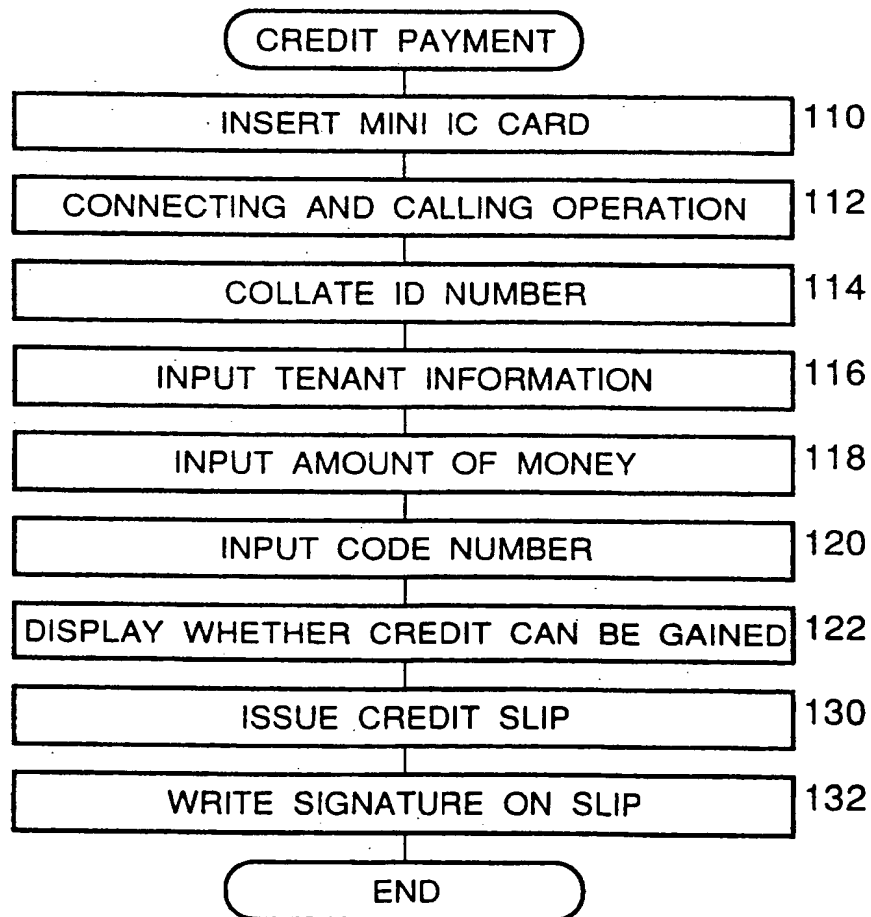 CREDIT PAYMENT
INSERT MINI IC CARD 110
CONNECTING AND CALLING OPERATION 112
COLLATE ID NUMBER 114
INPUT TENANT INFORMATION 116
INPUT AMOUNT OF MONEY 118
INPUT CODE NUMBER 120
DISPLAY WHETHER CREDIT CAN BE GAINED 122
ISSUE CREDIT SLIP 130
WRITE SIGNATURE ON SLIP 132
END